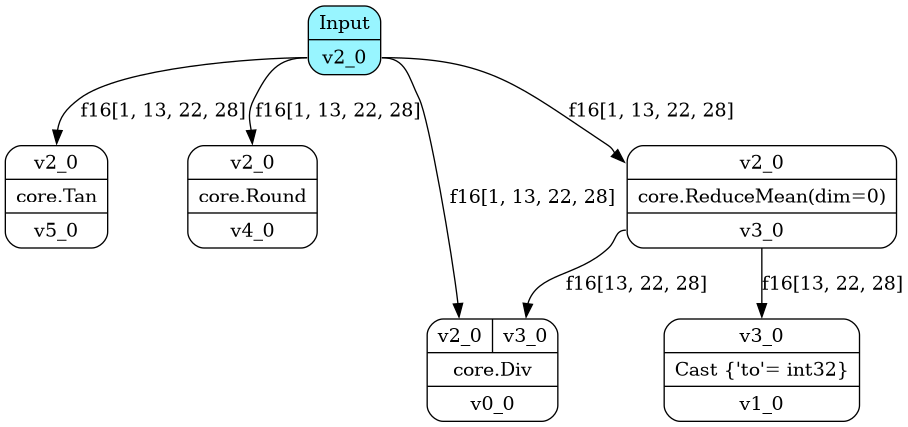 Input
v2_0
f16[1, 13, 22, 28]
f16[1, 13, 22, 28]
f16[1, 13, 22, 28]
v2_0
core.Tan
v5_0
v2_0
core.Round
v4_0
f16[1, 13, 22, 28]
v2_0
core.ReduceMean(dim=0)
v3_0
f16[13, 22, 28]
f16[13, 22, 28]
v2_0 v3_0
core.Div
v0_0
v3_0
Cast {'to'= int32}
v1_0